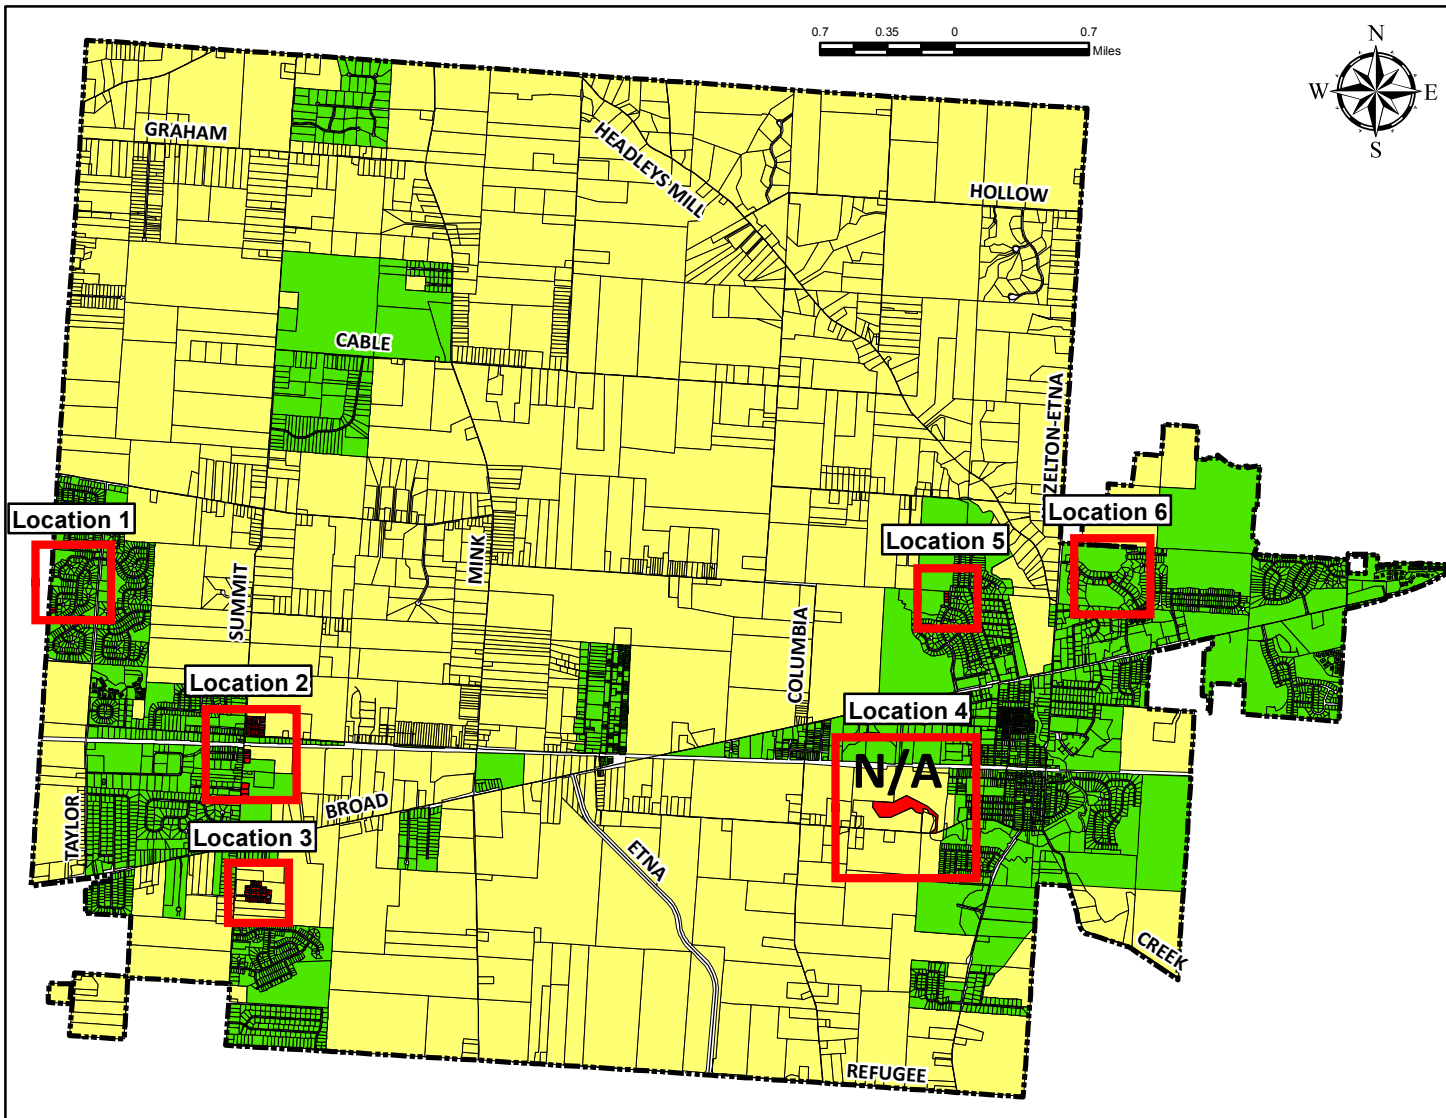 0.7 0.35 0 0.7
Miles
N
W E
S
GRAHAM
HEADLEYS MILL
HOLLOW
CABLE
ZELTON-ETNA
Location 1
Location 6
Location 5
MINK
SUMMIT
COLUMBIA
Location 2
Location 4
N/A
TAYLOR
BROAD
Location 3
ETNA
CREEK
REFUGEE